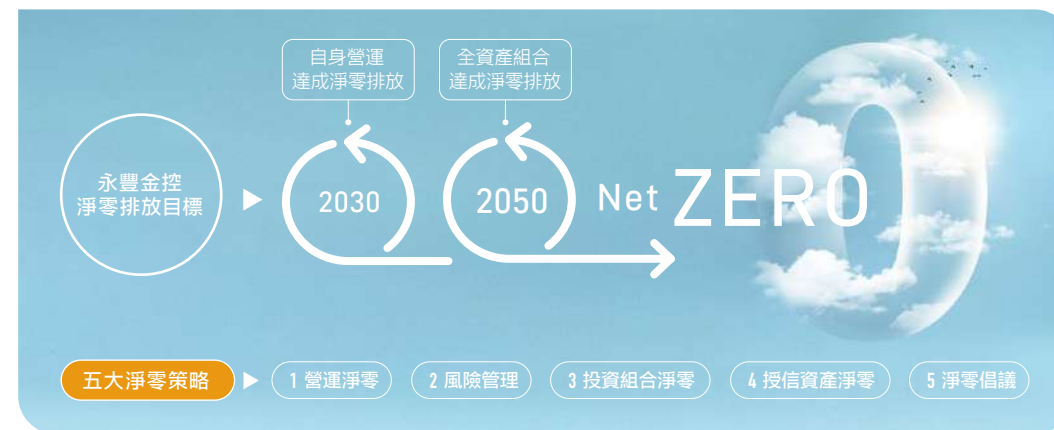 自身營運
達成淨零排放
全資產組合
達成淨零排放
永豐金控
淨零排放目標
2030
2050
Net ZERO
五大淨零策略
1 營運淨零
2 風險管理
3 投資組合淨零
4 授信資產淨零
5 淨零倡議